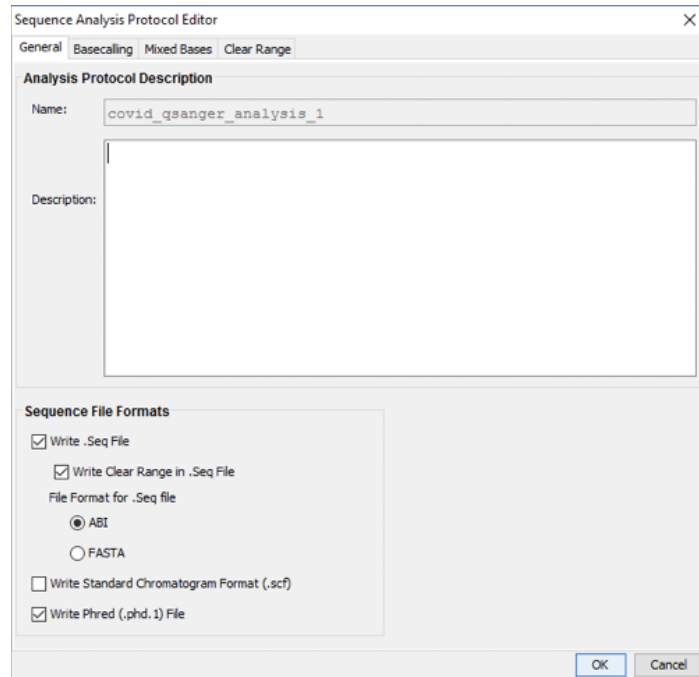 Sequence Analysis Protocol Editor
General Basecalling Mixed Bases Clear Range
Analysis Protocol Description
Name: covid_qsanger_analysis_1
Description:
Sequence File Formats
Write .Seq File
Write Clear Range in .Seq File
File Format for .Seq file
ABI
FASTA
Write Standard Chromatogram Format (.scf)
Write Phred (.phd.1) File
OK Cancel